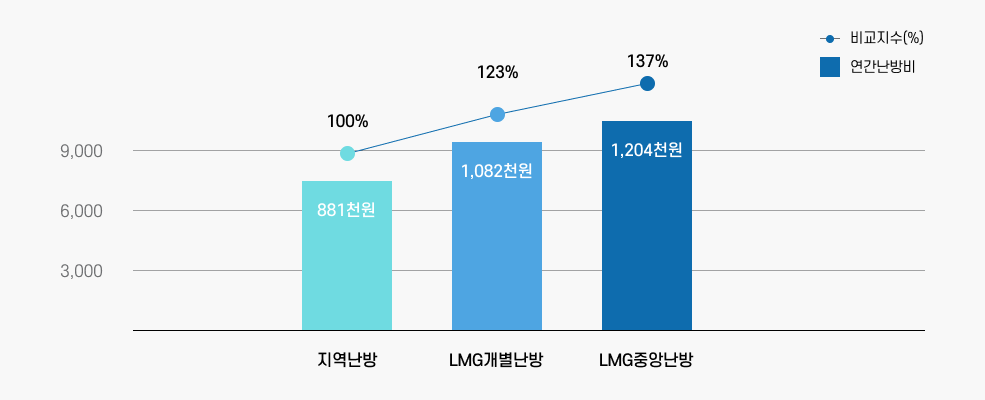 비교지수(%)
연간난방비
137%
123%
100%
9,000
6,000
3,000
881천원
1,082천원
1,204천원
지역난방
LMG개별난방
LMG중앙난방